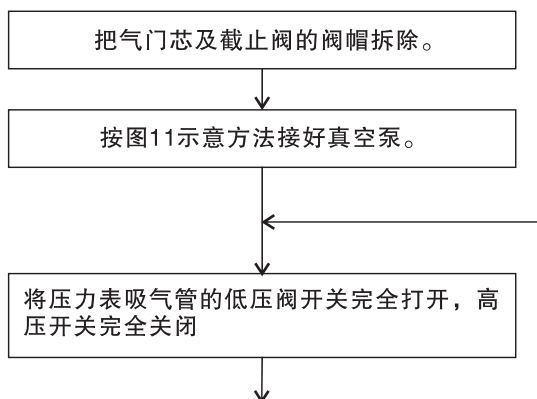 把气门芯及截止阀的阀帽拆除。
按图11示意方法接好真空泵。
将压力表吸气管的低压阀开关完全打开，高
压开关完全关闭